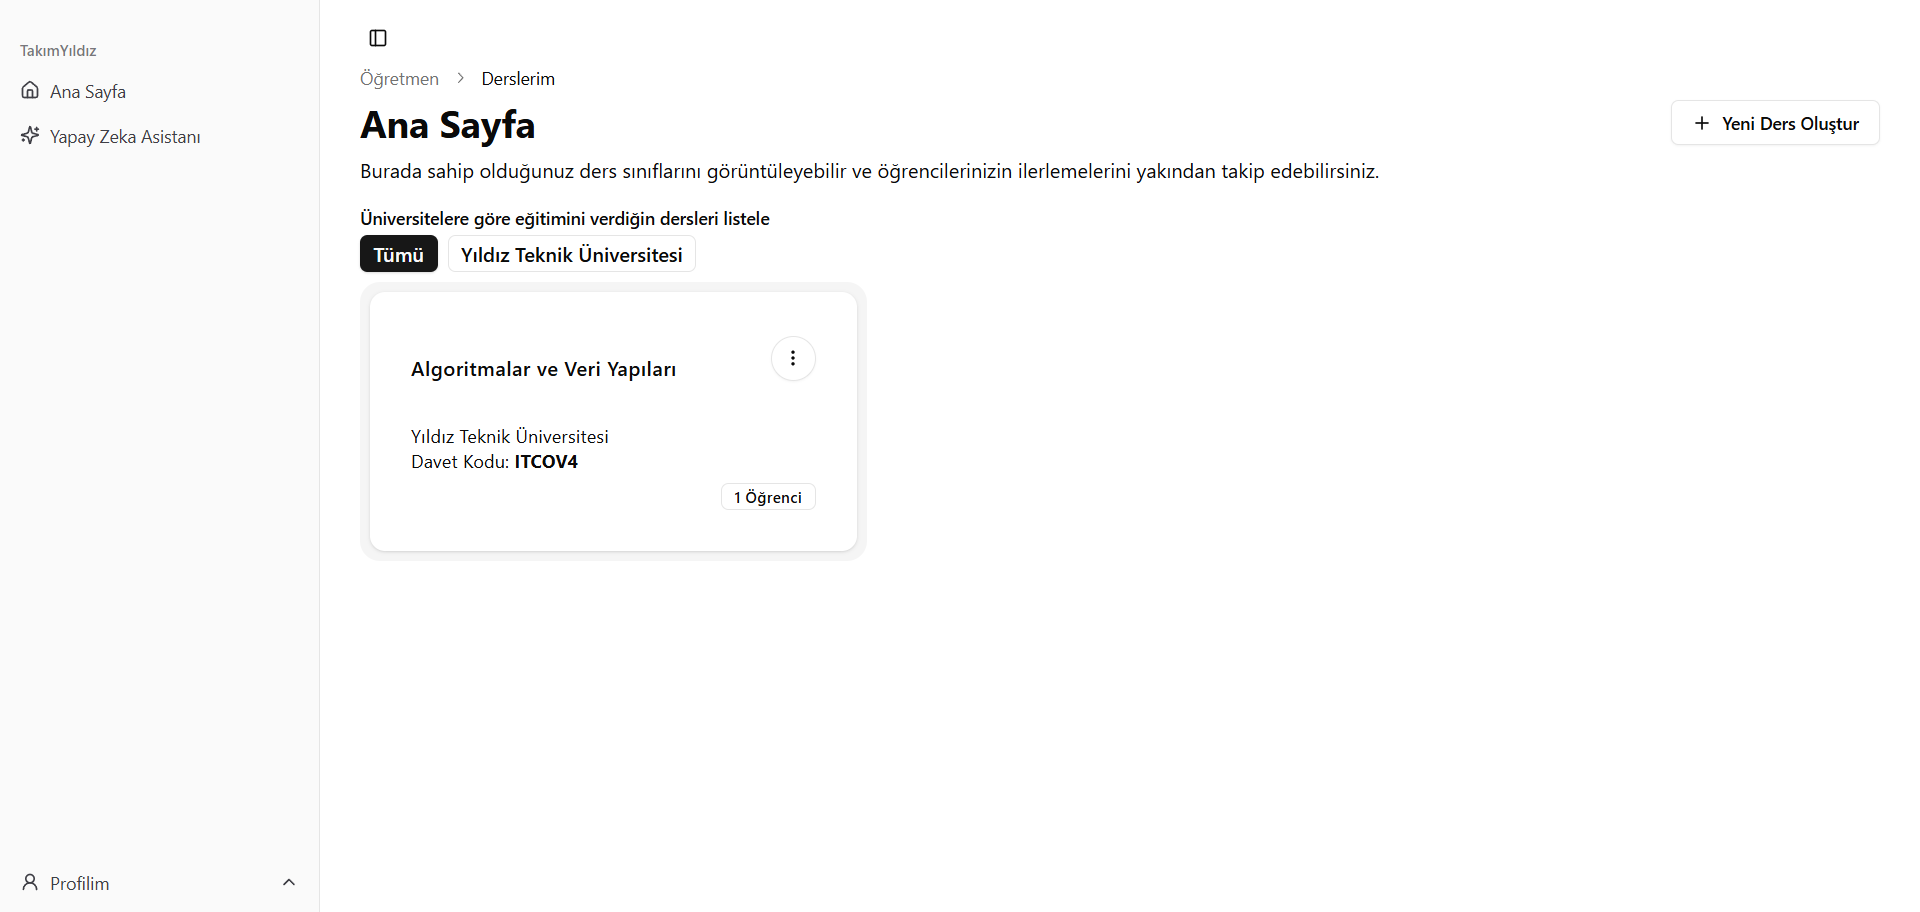 TakımYıldız
Ana Sayfa
Yapay Zeka Asistanı
Profilim
Öğretmen
Derslerim
Ana Sayfa
Yeni Ders Oluştur
Burada sahip olduğunuz ders sınıflarını görüntüleyebilir ve öğrencilerinizin ilerlemelerini yakından takip edebilirsiniz.
Üniversitelere göre eğitimini verdiğin dersleri listele
Tümü
Yıldız Teknik Üniversitesi
Algoritmalar ve Veri Yapıları
Yıldız Teknik Üniversitesi
Davet Kodu: ITCOV4
1 Öğrenci